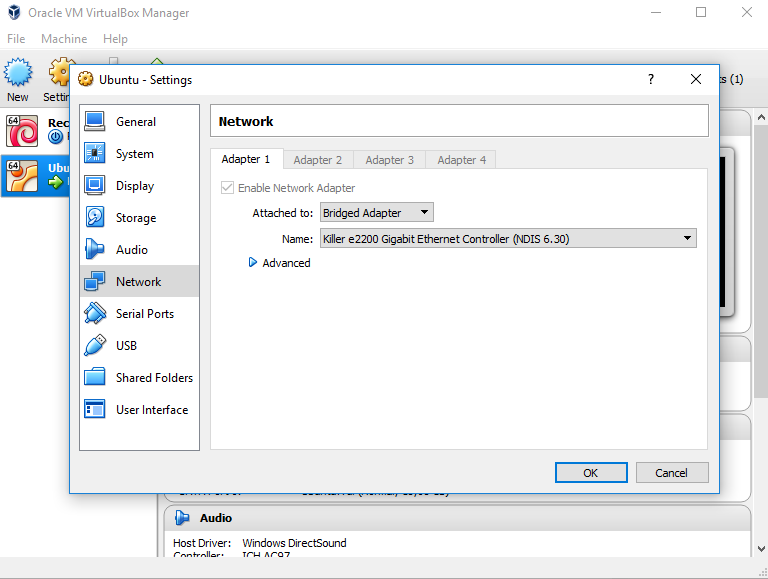 Oracle VM VirtualBox Manager
File Machine Help
New
Settin
ts (1)
64
Rec
64
Ubu
Ubuntu - Settings
?
General
System
Display
Storage
Audio
Network
Serial Ports
USB
Shared Folders
User Interface
Network
Adapter 1 Adapter 2 Adapter 3 Adapter 4
Enable Network Adapter
Attached to: Bridged Adapter
Name: Killer e2200 Gigabit Ethernet Controller (NDIS 6.30)
Advanced
OK Cancel
Audio
Host Driver: Windows DirectSound
Controller: ICH AC97